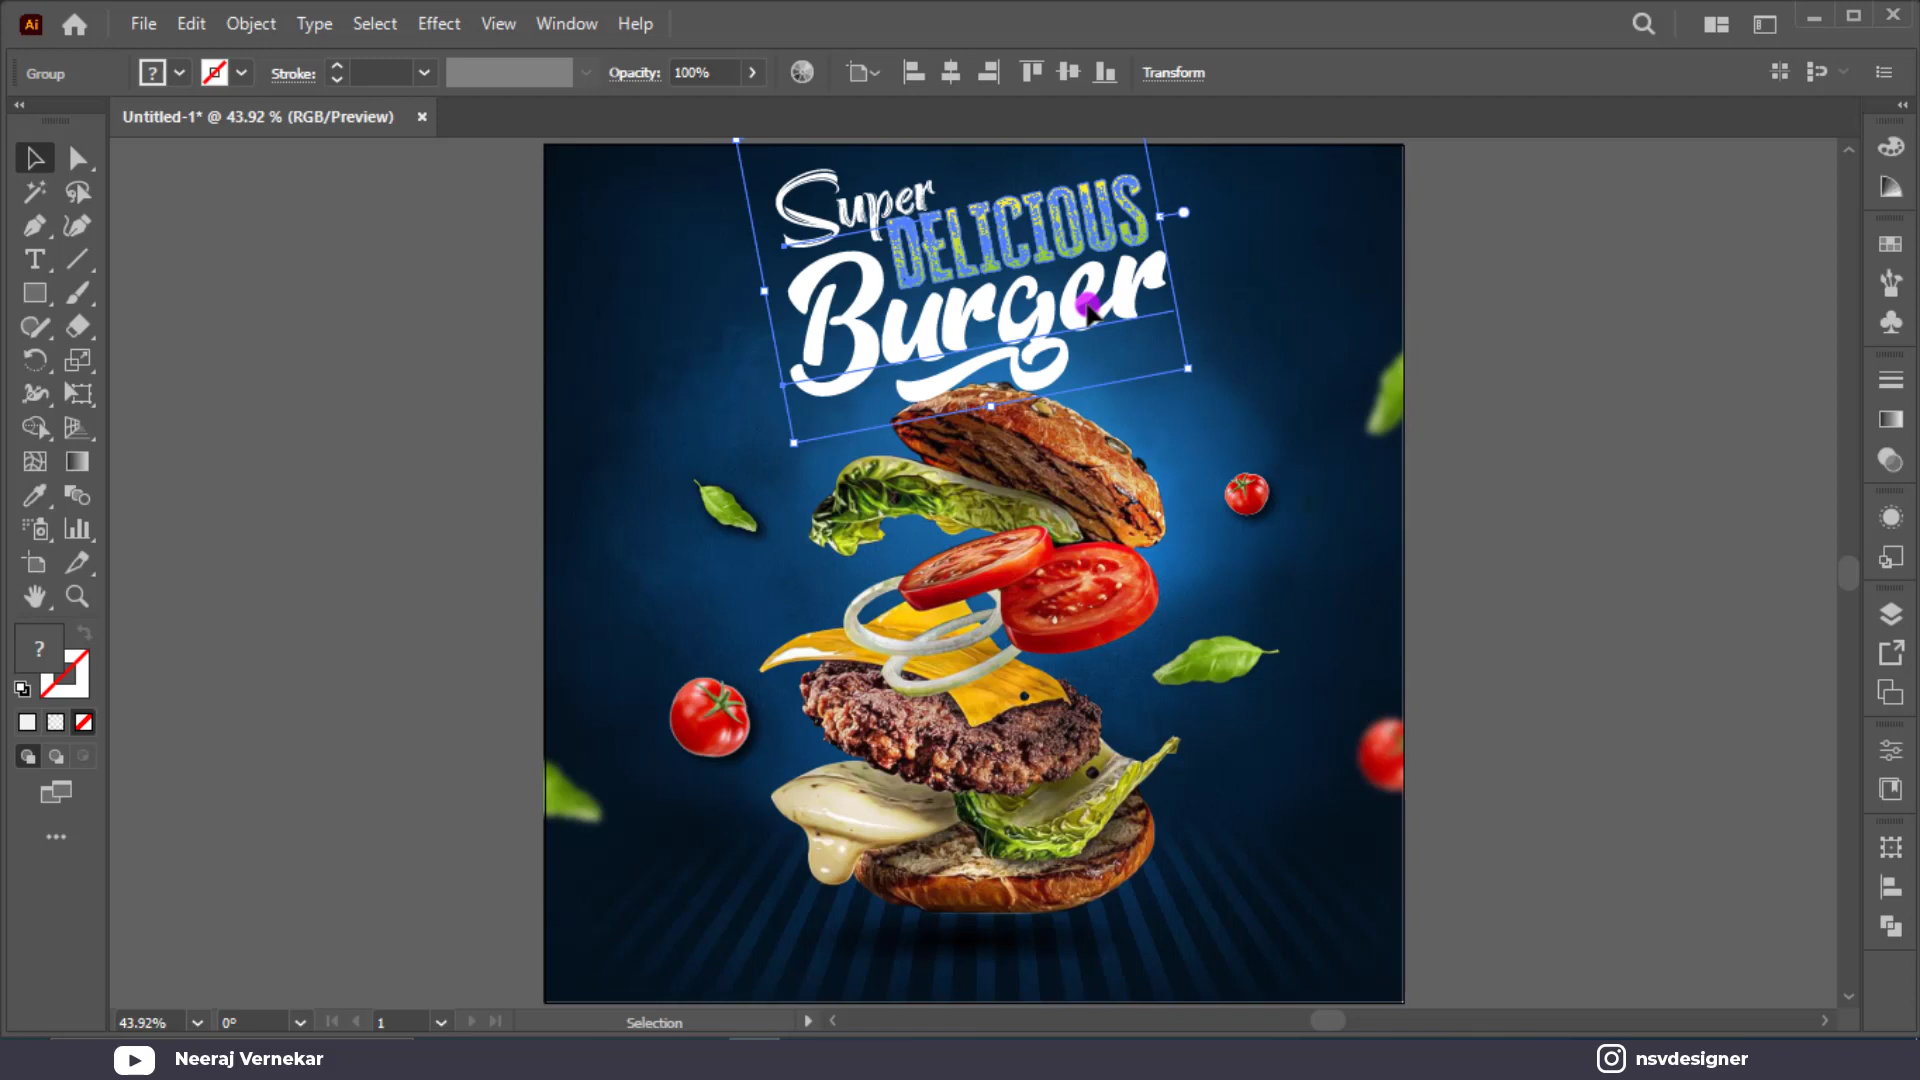 Ai File Edit Object Type Select Effect View Window Help
Group ? Stroke: Opacity: 100% Transform
Untitled-1* @ 43.92 % (RGB/Preview) ×
Super
DELICIOUS
Burger
?
43.92% 0° 1 Selection
Neeraj Vernekar nsvdesigner